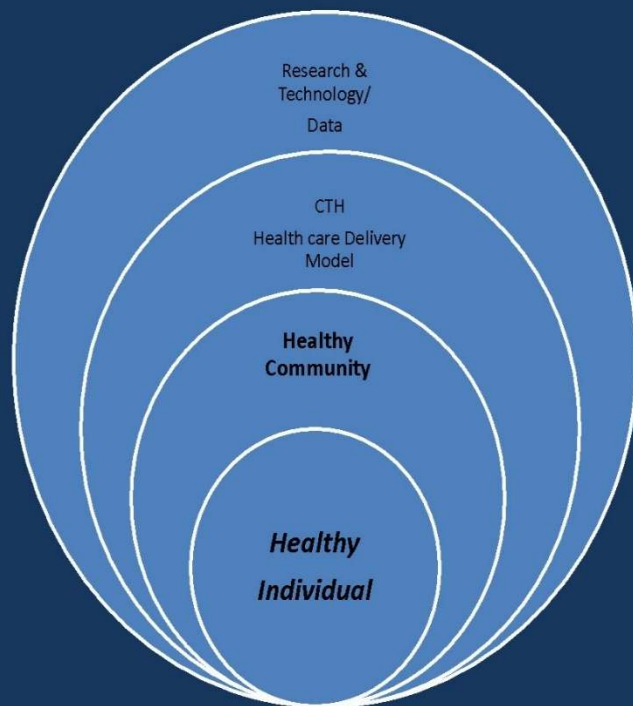 Research &
Technology/
Data
CTH
Health care Delivery
Model
Healthy
Community
Healthy
Individual